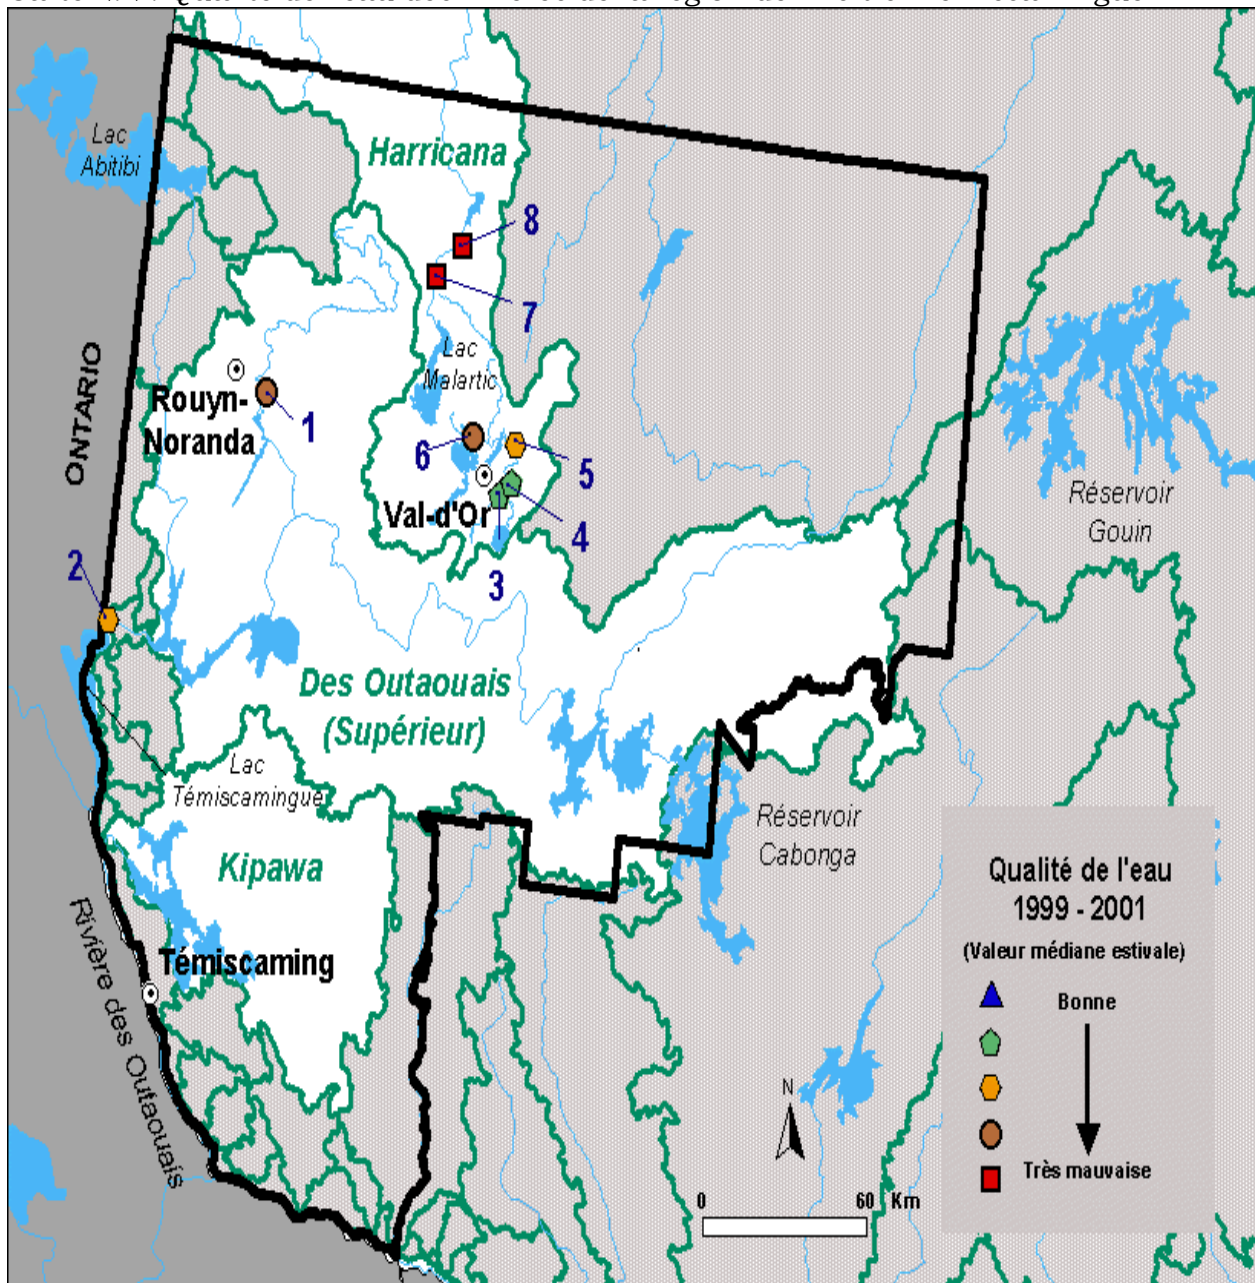 Lac
Abitibi
Harricana
8
7
ONTARIO
Lac
Malartic
Rouyn-
Noranda
1
6
5
Val-d'Or
4
3
2
Réservoir
Gouin
Des Outaouais
(Supérieur)
Lac
Témiscamingue
Réservoir
Cabonga
Kipawa
Témiscaming
Rivière des Outaouais
Qualité de l'eau
1999 - 2001
(Valeur médiane estivale)
Bonne
Très mauvaise
N
0 60 Km